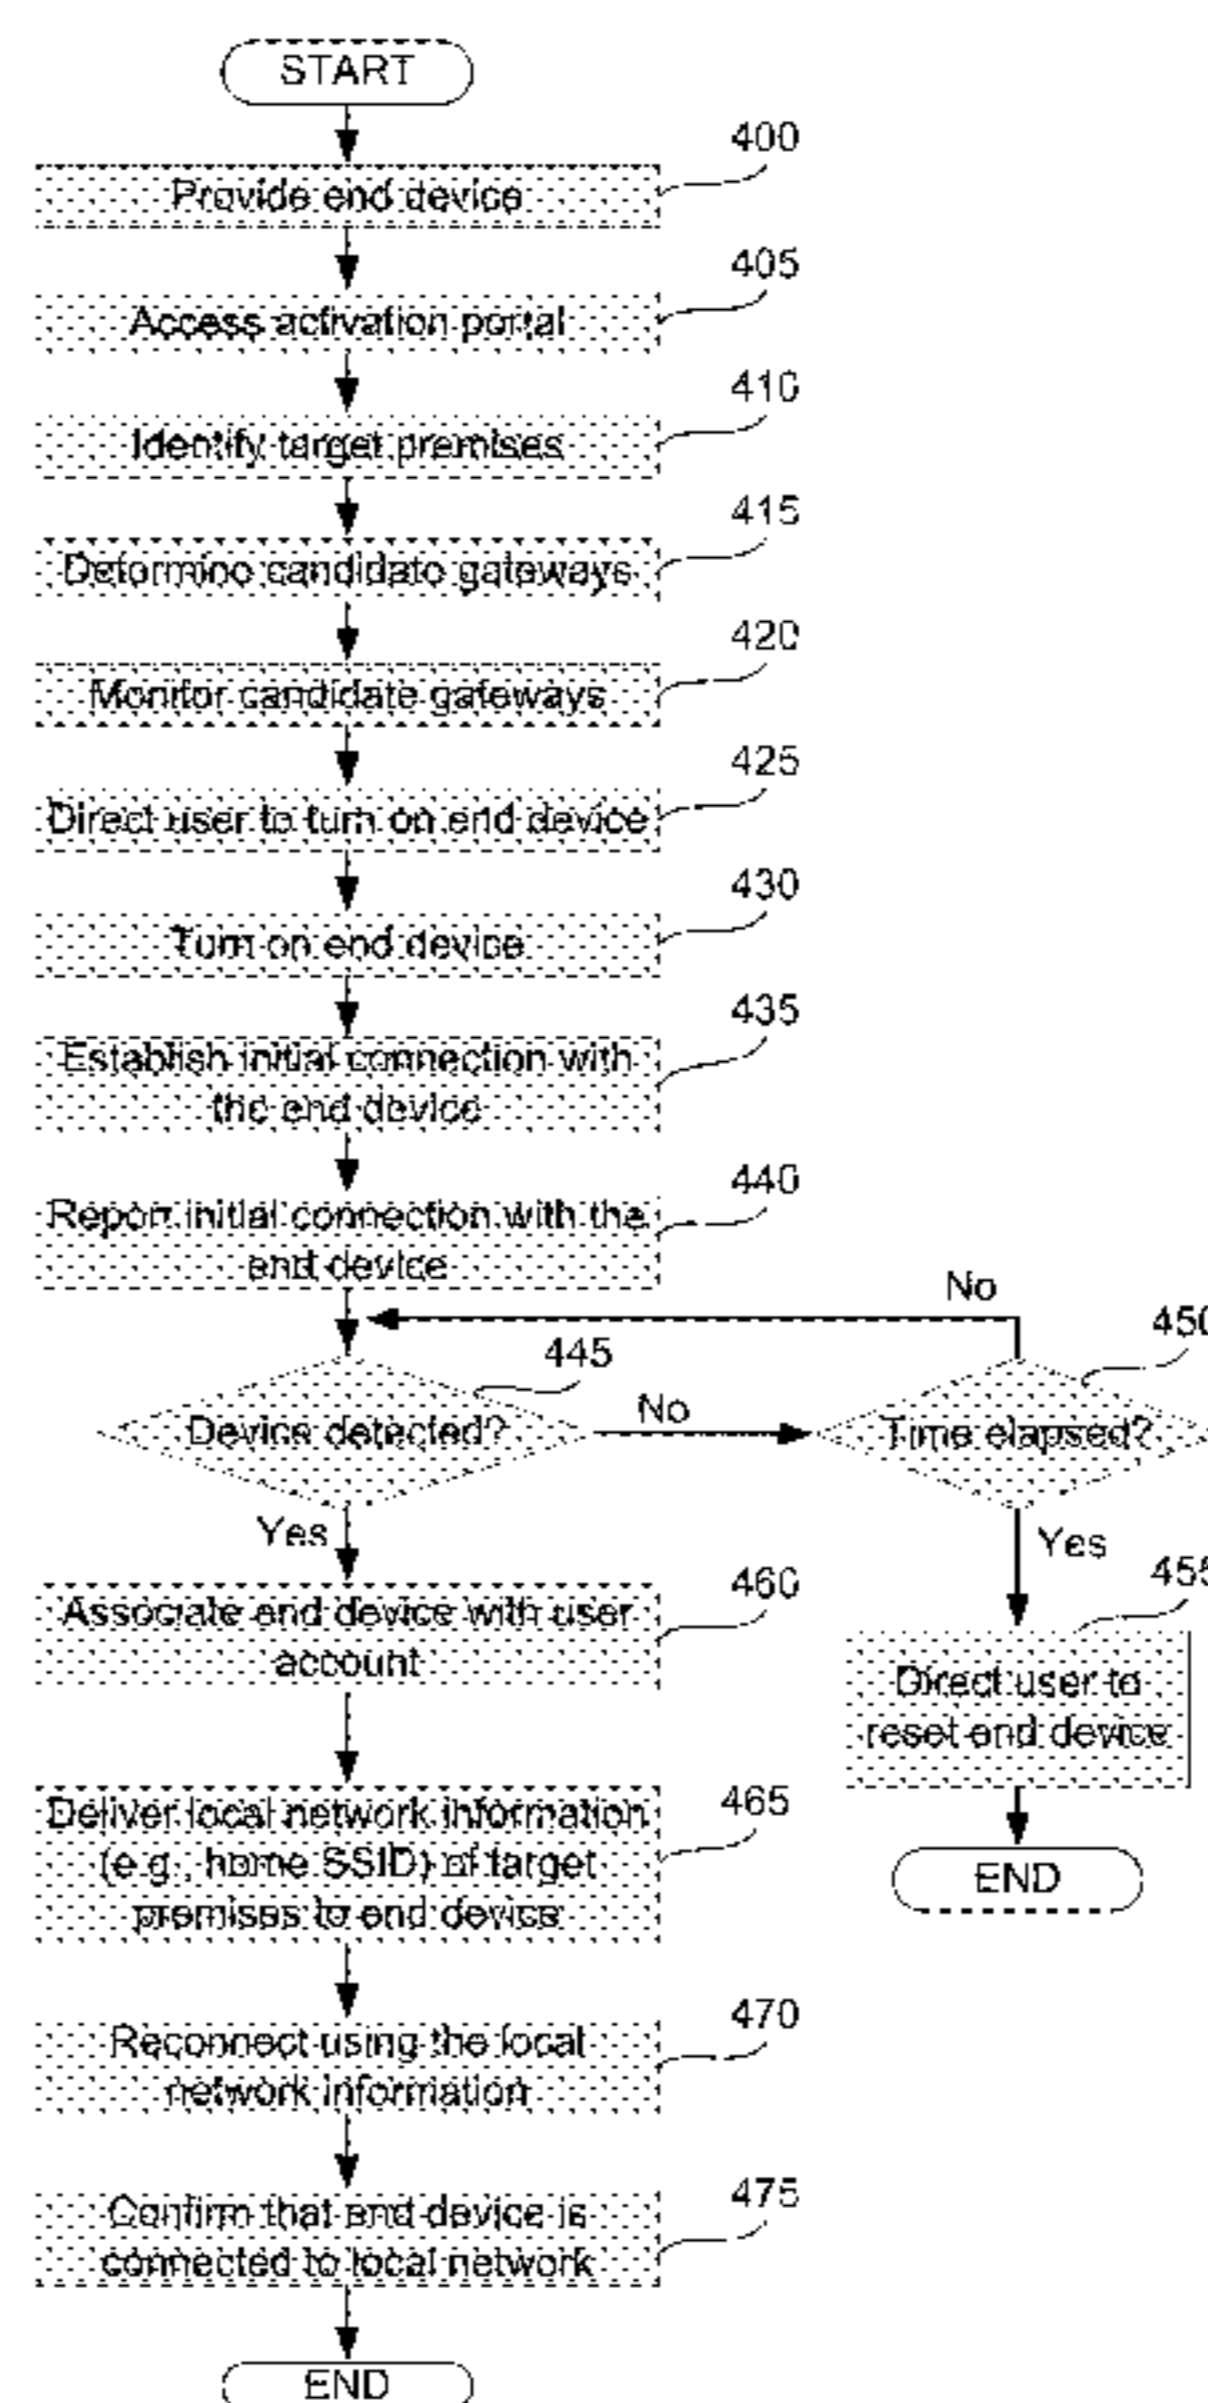 START
400
Provide end device
405
Access activation portal
410
Identify target premises
415
Determine candidate gateways
420
Monitor candidate gateways
425
Direct user to turn on end device
430
Turn on end device
435
Establish initial connection with
the end device
440
Report initial connection with the
end device
No
450
445
Device detected?
No
Time elapsed?
Yes
Yes
455
460
Associate end device with user
account
Direct user to
reset end device
465
Deliver local network information
(e.g., home SSID) of target
premises to end device
END
470
Reconnect using the local
network information
475
Confirm that end device is
connected to local network
END